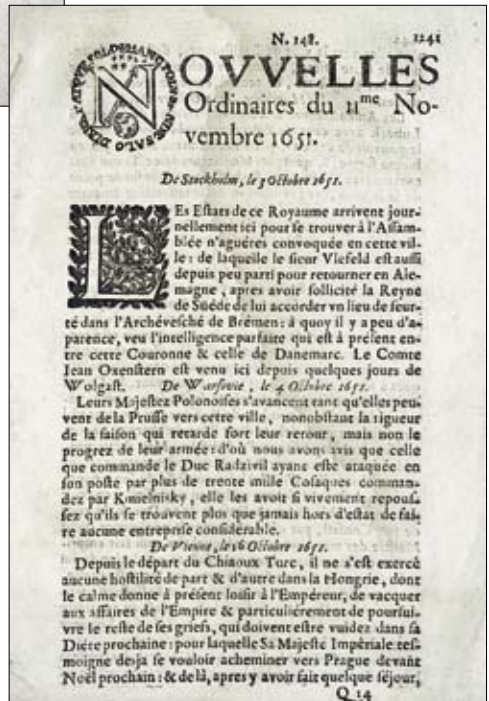 N. 148. 1241
NOVVELLES
Ordinaires du 11me No-
vembre 1651.
De Stockholm, le 5 Octobre 1651.
LEs Estats de ce Royaume arrivent jour-
nellement ici pour se trouver à l'Assam-
blée n'aguéres convoquée en cette vil-
le : de laquelle le sieur Vlefeld est aussi
depuis peu parti pour retourner en Ale-
magne, apres avoir sollicité la Reyne
de Suéde de lui accorder vn lieu de seur-
té dans l'Archévesché de Brémen : à quoy il y a peu d'a-
parence, veu l'intelligence parfaite qui est à présent en-
tre cette Couronne & celle de Danemarc. Le Comte
Iean Oxenstern est venu ici depuis quelques jours de
Wolgast. De Warsovie, le 4 Octobre 1651.
Leurs Majestez Polonoises s'avancent tant qu'elles peu-
vent de la Prusse vers cette ville, nonobstant la rigueur
de la saison qui retarde fort leur retour, mais non le
progrez de leur armée : d'où nous avons avis que celle
que commande le Duc Radzivil ayant esté ataquée en
son poste par plus de trente mille Cosaques comman-
dez par Kmielnisky, elle les avoit si vivement repous-
sez qu'ils se trouvent plus que jamais hors d'estat de fai-
re aucune entreprise considérable.
De Vienne, le 16 Octobre 1651.
Depuis le départ du Chiaoux Turc, il ne s'est exercé
aucune hostilité de part & d'autre dans la Hongrie, dont
le calme donne à présent loisir à l'Empéreur, de vacquer
aux affaires de l'Empire & particuliérement de poursui-
vre le reste de ses griefs, qui doivent estre vuidez dans sa
Diéte prochaine : pour laquelle Sa Majesté Impériale tes-
moigne desja se vouloir acheminer vers Prague devant
Noël prochain : & de là, apres y avoir fait quelque séjour,
Q 14